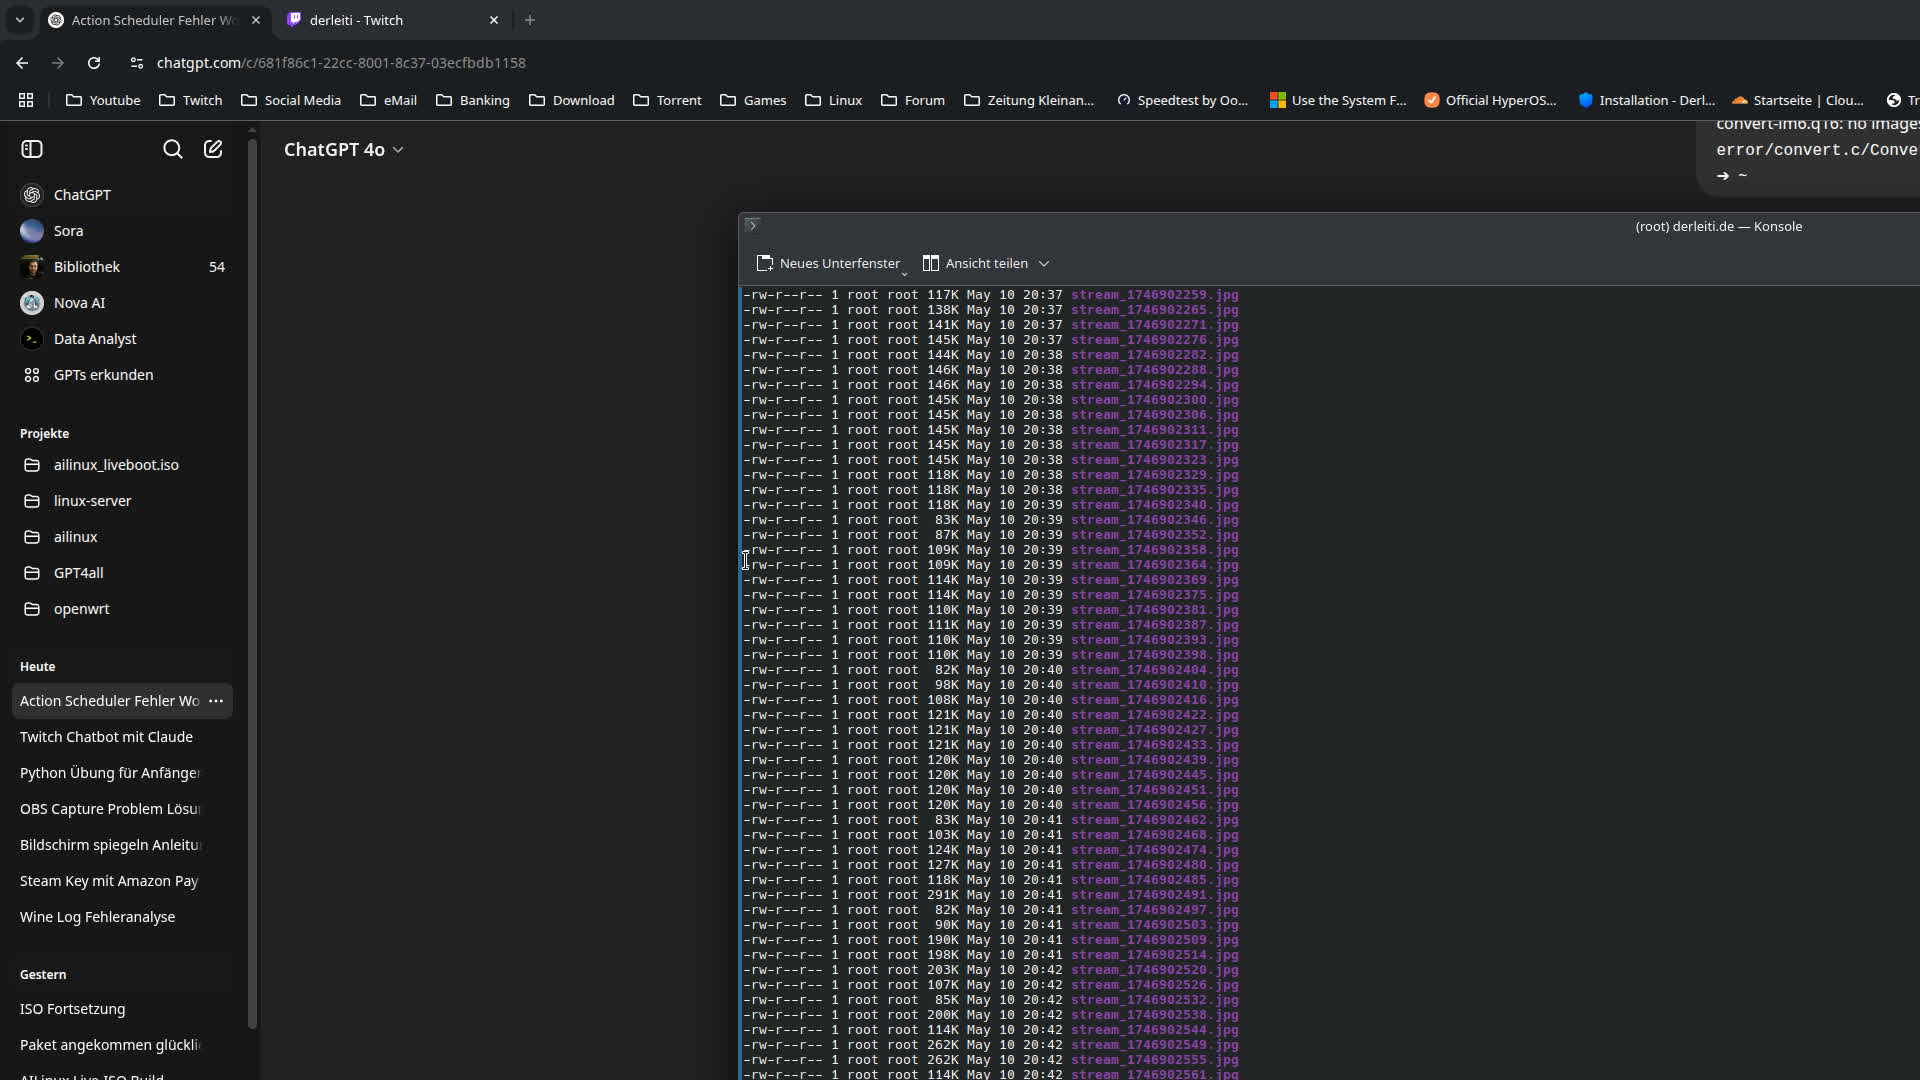 Action Scheduler Fehler Wo
derleiti - Twitch
chatgpt.com/c/681f86c1-22cc-8001-8c37-03ecfbdb1158
Youtube Twitch Social Media eMail Banking Download Torrent Games Linux Forum Zeitung Kleinan... Speedtest by Oo... Use the System F... Official HyperOS... Installation - Derl... Startseite | Clou... Tr
ChatGPT 4o
convert-im6.q16: no images
error/convert.c/Conve
➜ ~
ChatGPT
Sora
Bibliothek 54
Nova AI
Data Analyst
GPTs erkunden
Projekte
ailinux_liveboot.iso
linux-server
ailinux
GPT4all
openwrt
Heute
Action Scheduler Fehler Wo
Twitch Chatbot mit Claude
Python Übung für Anfänger
OBS Capture Problem Lösu
Bildschirm spiegeln Anleitu
Steam Key mit Amazon Pay
Wine Log Fehleranalyse
Gestern
ISO Fortsetzung
Paket angekommen glückli
AILinux Live ISO Build
(root) derleiti.de — Konsole
Neues Unterfenster Ansicht teilen
-rw-r--r-- 1 root root 117K May 10 20:37 stream_1746902259.jpg
-rw-r--r-- 1 root root 138K May 10 20:37 stream_1746902265.jpg
-rw-r--r-- 1 root root 141K May 10 20:37 stream_1746902271.jpg
-rw-r--r-- 1 root root 145K May 10 20:37 stream_1746902276.jpg
-rw-r--r-- 1 root root 144K May 10 20:38 stream_1746902282.jpg
-rw-r--r-- 1 root root 146K May 10 20:38 stream_1746902288.jpg
-rw-r--r-- 1 root root 146K May 10 20:38 stream_1746902294.jpg
-rw-r--r-- 1 root root 145K May 10 20:38 stream_1746902300.jpg
-rw-r--r-- 1 root root 145K May 10 20:38 stream_1746902306.jpg
-rw-r--r-- 1 root root 145K May 10 20:38 stream_1746902311.jpg
-rw-r--r-- 1 root root 145K May 10 20:38 stream_1746902317.jpg
-rw-r--r-- 1 root root 145K May 10 20:38 stream_1746902323.jpg
-rw-r--r-- 1 root root 118K May 10 20:38 stream_1746902329.jpg
-rw-r--r-- 1 root root 118K May 10 20:38 stream_1746902335.jpg
-rw-r--r-- 1 root root 118K May 10 20:39 stream_1746902340.jpg
-rw-r--r-- 1 root root 83K May 10 20:39 stream_1746902346.jpg
-rw-r--r-- 1 root root 87K May 10 20:39 stream_1746902352.jpg
-rw-r--r-- 1 root root 109K May 10 20:39 stream_1746902358.jpg
-rw-r--r-- 1 root root 109K May 10 20:39 stream_1746902364.jpg
-rw-r--r-- 1 root root 114K May 10 20:39 stream_1746902369.jpg
-rw-r--r-- 1 root root 114K May 10 20:39 stream_1746902375.jpg
-rw-r--r-- 1 root root 110K May 10 20:39 stream_1746902381.jpg
-rw-r--r-- 1 root root 111K May 10 20:39 stream_1746902387.jpg
-rw-r--r-- 1 root root 110K May 10 20:39 stream_1746902393.jpg
-rw-r--r-- 1 root root 110K May 10 20:39 stream_1746902398.jpg
-rw-r--r-- 1 root root 82K May 10 20:40 stream_1746902404.jpg
-rw-r--r-- 1 root root 98K May 10 20:40 stream_1746902410.jpg
-rw-r--r-- 1 root root 108K May 10 20:40 stream_1746902416.jpg
-rw-r--r-- 1 root root 121K May 10 20:40 stream_1746902422.jpg
-rw-r--r-- 1 root root 121K May 10 20:40 stream_1746902427.jpg
-rw-r--r-- 1 root root 121K May 10 20:40 stream_1746902433.jpg
-rw-r--r-- 1 root root 120K May 10 20:40 stream_1746902439.jpg
-rw-r--r-- 1 root root 120K May 10 20:40 stream_1746902445.jpg
-rw-r--r-- 1 root root 120K May 10 20:40 stream_1746902451.jpg
-rw-r--r-- 1 root root 120K May 10 20:40 stream_1746902456.jpg
-rw-r--r-- 1 root root 83K May 10 20:41 stream_1746902462.jpg
-rw-r--r-- 1 root root 103K May 10 20:41 stream_1746902468.jpg
-rw-r--r-- 1 root root 124K May 10 20:41 stream_1746902474.jpg
-rw-r--r-- 1 root root 127K May 10 20:41 stream_1746902480.jpg
-rw-r--r-- 1 root root 118K May 10 20:41 stream_1746902485.jpg
-rw-r--r-- 1 root root 291K May 10 20:41 stream_1746902491.jpg
-rw-r--r-- 1 root root 82K May 10 20:41 stream_1746902497.jpg
-rw-r--r-- 1 root root 90K May 10 20:41 stream_1746902503.jpg
-rw-r--r-- 1 root root 190K May 10 20:41 stream_1746902509.jpg
-rw-r--r-- 1 root root 198K May 10 20:41 stream_1746902514.jpg
-rw-r--r-- 1 root root 203K May 10 20:42 stream_1746902520.jpg
-rw-r--r-- 1 root root 107K May 10 20:42 stream_1746902526.jpg
-rw-r--r-- 1 root root 85K May 10 20:42 stream_1746902532.jpg
-rw-r--r-- 1 root root 200K May 10 20:42 stream_1746902538.jpg
-rw-r--r-- 1 root root 114K May 10 20:42 stream_1746902544.jpg
-rw-r--r-- 1 root root 262K May 10 20:42 stream_1746902549.jpg
-rw-r--r-- 1 root root 262K May 10 20:42 stream_1746902555.jpg
-rw-r--r-- 1 root root 114K May 10 20:42 stream_1746902561.jpg